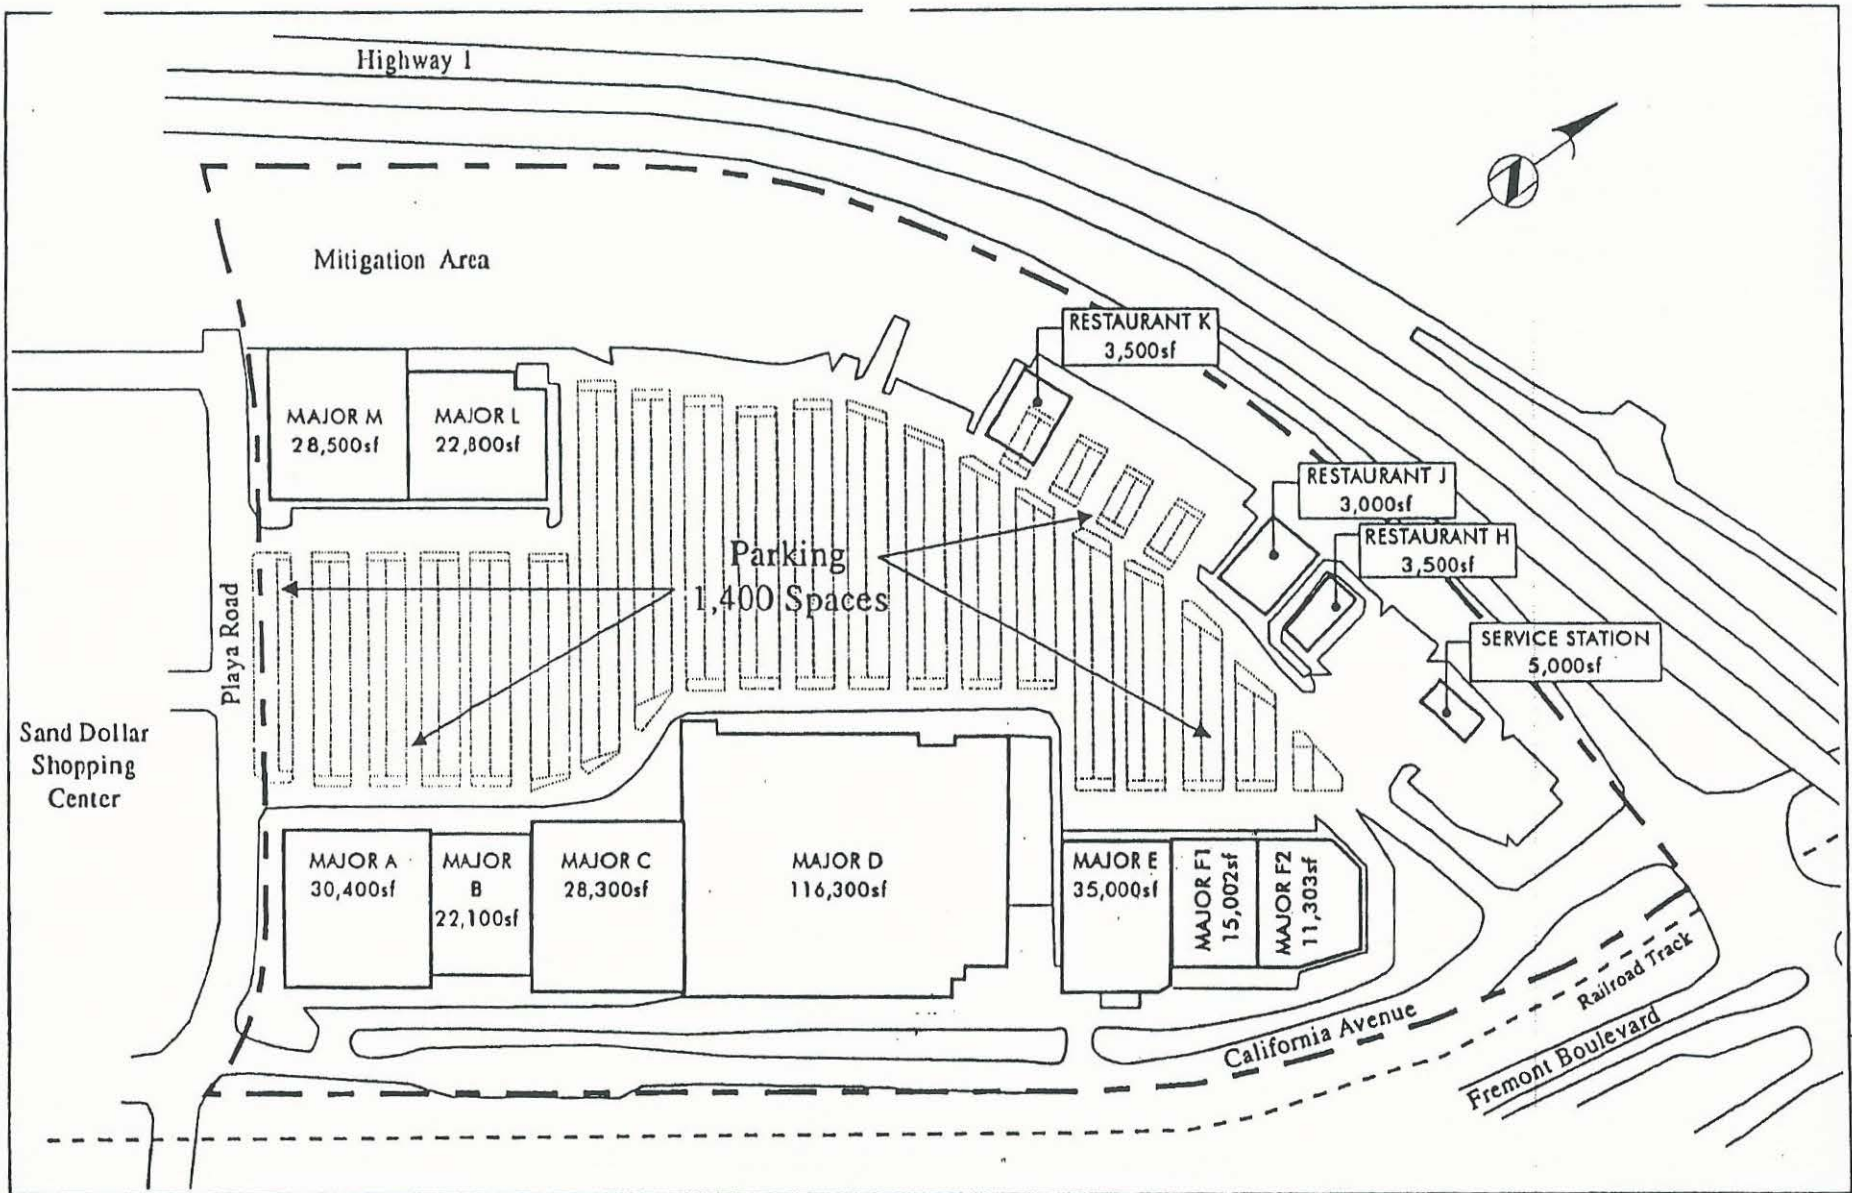 Highway 1
Mitigation Area
RESTAURANT K
3,500sf
MAJOR M
28,500sf
MAJOR L
22,800sf
RESTAURANT J
3,000sf
RESTAURANT H
3,500sf
Parking
1,400 Spaces
Playa Road
SERVICE STATION
5,000sf
Sand Dollar
Shopping
Center
MAJOR A
30,400sf
MAJOR
B
22,100sf
MAJOR C
28,300sf
MAJOR D
116,300sf
MAJOR E
35,000sf
MAJOR F1
15,002sf
MAJOR F2
11,303sf
California Avenue
Railroad Track
Fremont Boulevard